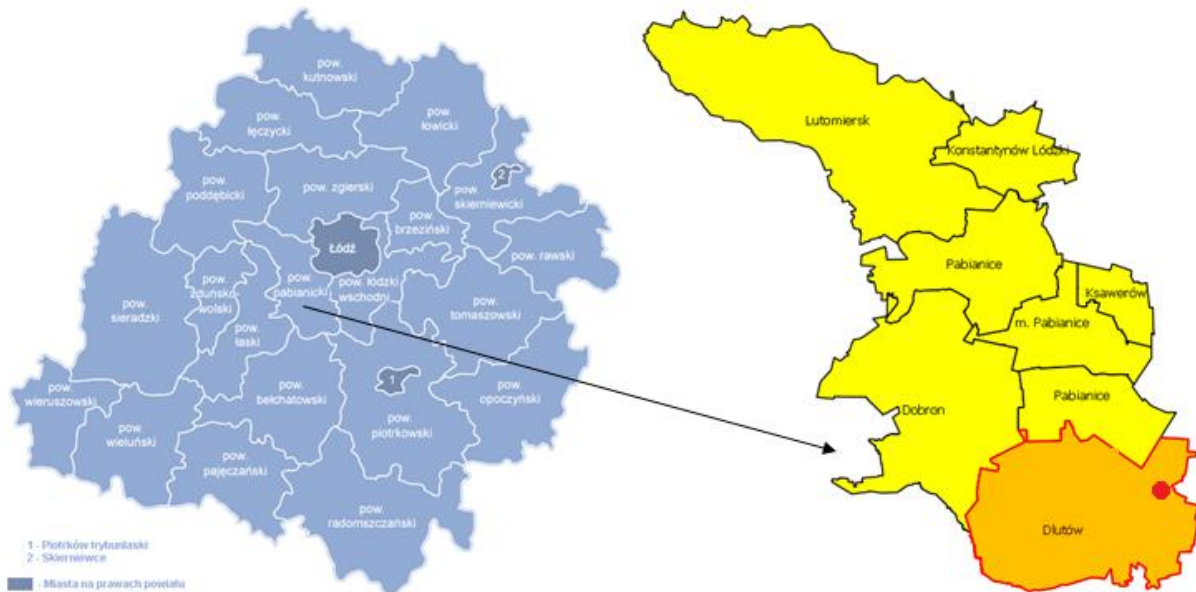 pow.
kutnowski
pow.
łęczycki
pow.
łowicki
pow.
poddębicki
pow. zgierski
2
pow.
skierniewicki
pow.
brzeziński
Łódź
pow. rawski
pow.
sieradzki
pow.
zduńsko-
wolski
pow.
pabianicki
pow. łódzki
wschodni
pow.
tomaszowski
pow.
łaski
pow.
wieruszowski
pow.
wieluński
pow.
bełchatowski
1
pow.
piotrkowski
pow.
opoczyński
pow.
pajęczański
pow.
radomszczański
1 - Piotrków trybunlaski
2 - Skierniewce
- Miasta na prawach powiatu
Lutomiersk
Konstantynów Łódzki
Pabianice
Ksawerów
m. Pabianice
Dobron
Pabianice
Dlutów